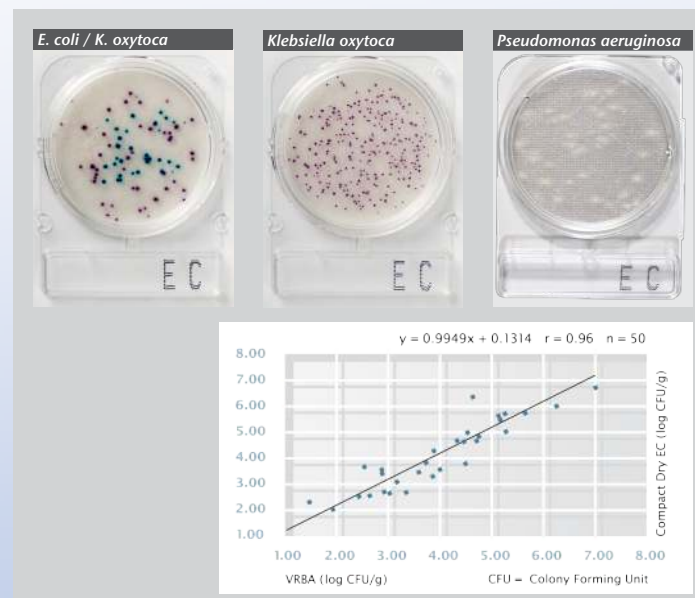 E. coli / K. oxytoca
Klebsiella oxytoca
Pseudomonas aeruginosa
E C
E C
E C
y = 0.9949x + 0.1314 r = 0.96 n = 50
8.00
7.00
6.00
5.00
4.00
3.00
2.00
1.00
1.00 2.00 3.00 4.00 5.00 6.00 7.00 8.00
Compact Dry EC (log CFU/g)
VRBA (log CFU/g) CFU = Colony Forming Unit